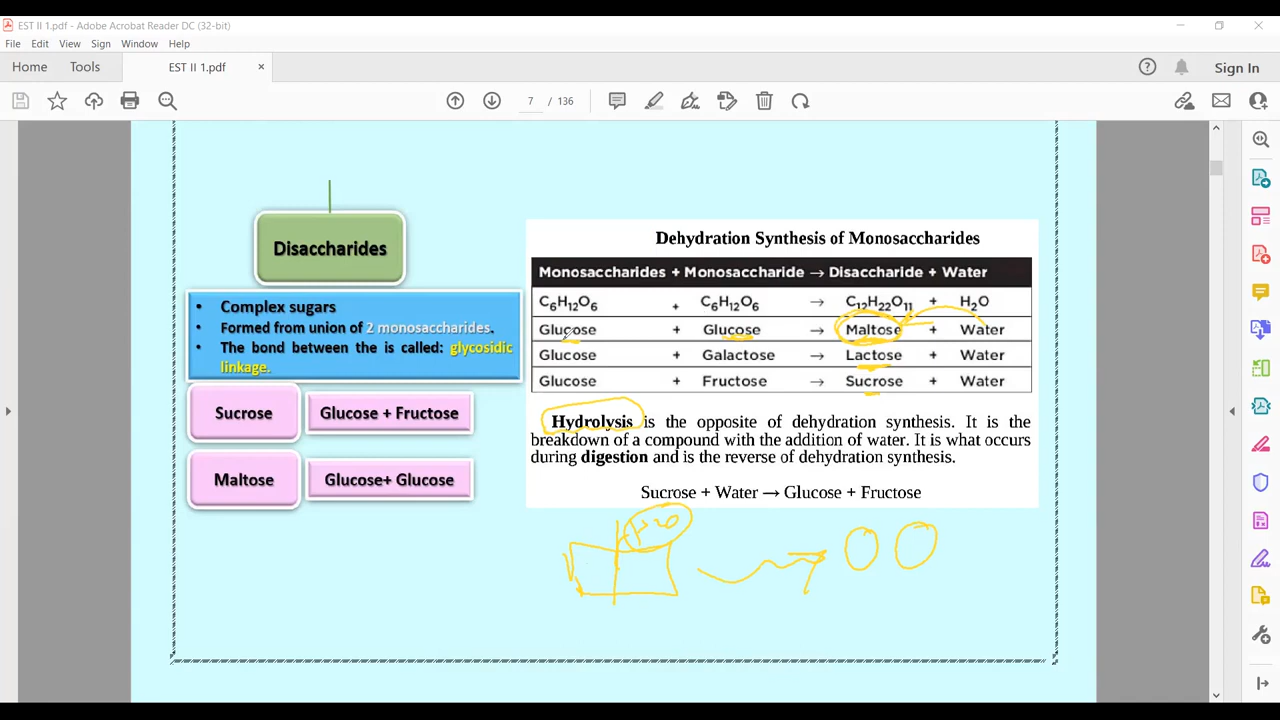 EST II 1.pdf - Adobe Acrobat Reader DC (32-bit)
File Edit View Sign Window Help
Home Tools EST II 1.pdf × Sign In
7 / 136
Disaccharides
• Complex sugars
• Formed from union of 2 monosaccharides.
• The bond between the is called: glycosidic
linkage.
Sucrose Glucose + Fructose
Maltose Glucose+ Glucose
Dehydration Synthesis of Monosaccharides
Monosaccharides + Monosaccharide → Disaccharide + Water
C₆H₁₂O₆ + C₆H₁₂O₆ → C₁₂H₂₂O₁₁ + H₂O
Glucose + Glucose → Maltose + Water
Glucose + Galactose → Lactose + Water
Glucose + Fructose → Sucrose + Water
Hydrolysis is the opposite of dehydration synthesis. It is the
breakdown of a compound with the addition of water. It is what occurs
during digestion and is the reverse of dehydration synthesis.
Sucrose + Water → Glucose + Fructose
H2O